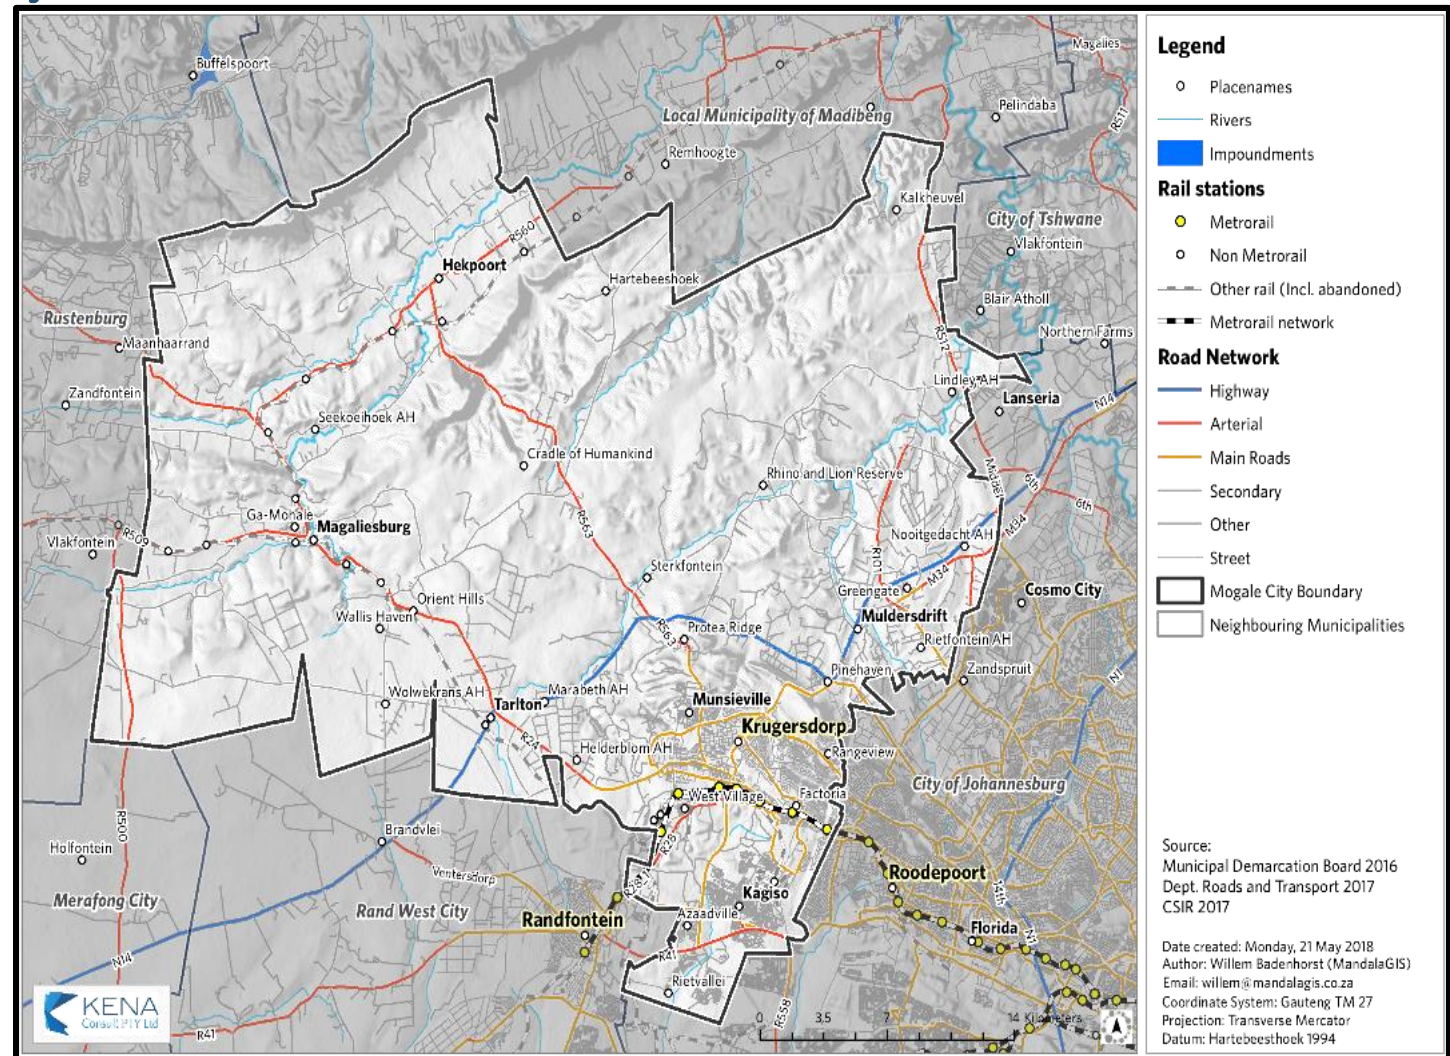 Buffelspoort
Magalies
Local Municipality of Madibeng
Pelindaba
R511
Remhoogte
Kalkheuvel
City of Tshwane
Vlakfontein
R560
Hekpoort
Hartebeeshoek
Blair Atholl
Rustenburg
Maanhaarrand
R512
Northern Farms
Zandfontein
Lindley AH
Lanseria
N14
Seekoeihoek AH
Cradle of Humankind
Rhino and Lion Reserve
6th
6th
Ga-Mohale
Magaliesburg
R509
Vlakfontein
R563
Nooitgedacht AH
M34
R101
Sterkfontein
M34
Greengate
Cosmo City
Orient Hills
Wallis Haven
R563
Protea Ridge
Muldersdrift
Rietfontein AH
Pinehaven
Zandspruit
N1
Wolwekrans AH
Marabeth AH
Tarlton
Munsieville
Krugersdorp
R24
Helderblom AH
Rangeview
City of Johannesburg
West Village
Factoria
R500
Brandvlei
R28
Holfontein
Ventersdorp
Roodepoort
Merafong City
Rand West City
Kagiso
14th
Randfontein
Azaadville
Florida
N1
N14
R41
Rietvallei
R558
R41
KENA
Consult PTY Ltd
0 3,5 7 14 Kilometers
Legend
Placenames
Rivers
Impoundments
Rail stations
Metrorail
Non Metrorail
Other rail (Incl. abandoned)
Metrorail network
Road Network
Highway
Arterial
Main Roads
Secondary
Other
Street
Mogale City Boundary
Neighbouring Municipalities
Source:
Municipal Demarcation Board 2016
Dept. Roads and Transport 2017
CSIR 2017
Date created: Monday, 21 May 2018
Author: Willem Badenhorst (MandalaGIS)
Email: willem@mandalagis.co.za
Coordinate System: Gauteng TM 27
Projection: Transverse Mercator
Datum: Hartebeesthoek 1994